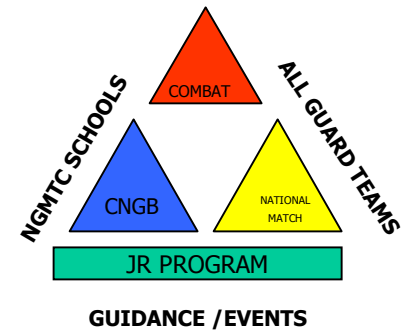 COMBAT
NGMTC SCHOOLS
ALL GUARD TEAMS
CNGB
NATIONAL
MATCH
JR PROGRAM
GUIDANCE /EVENTS